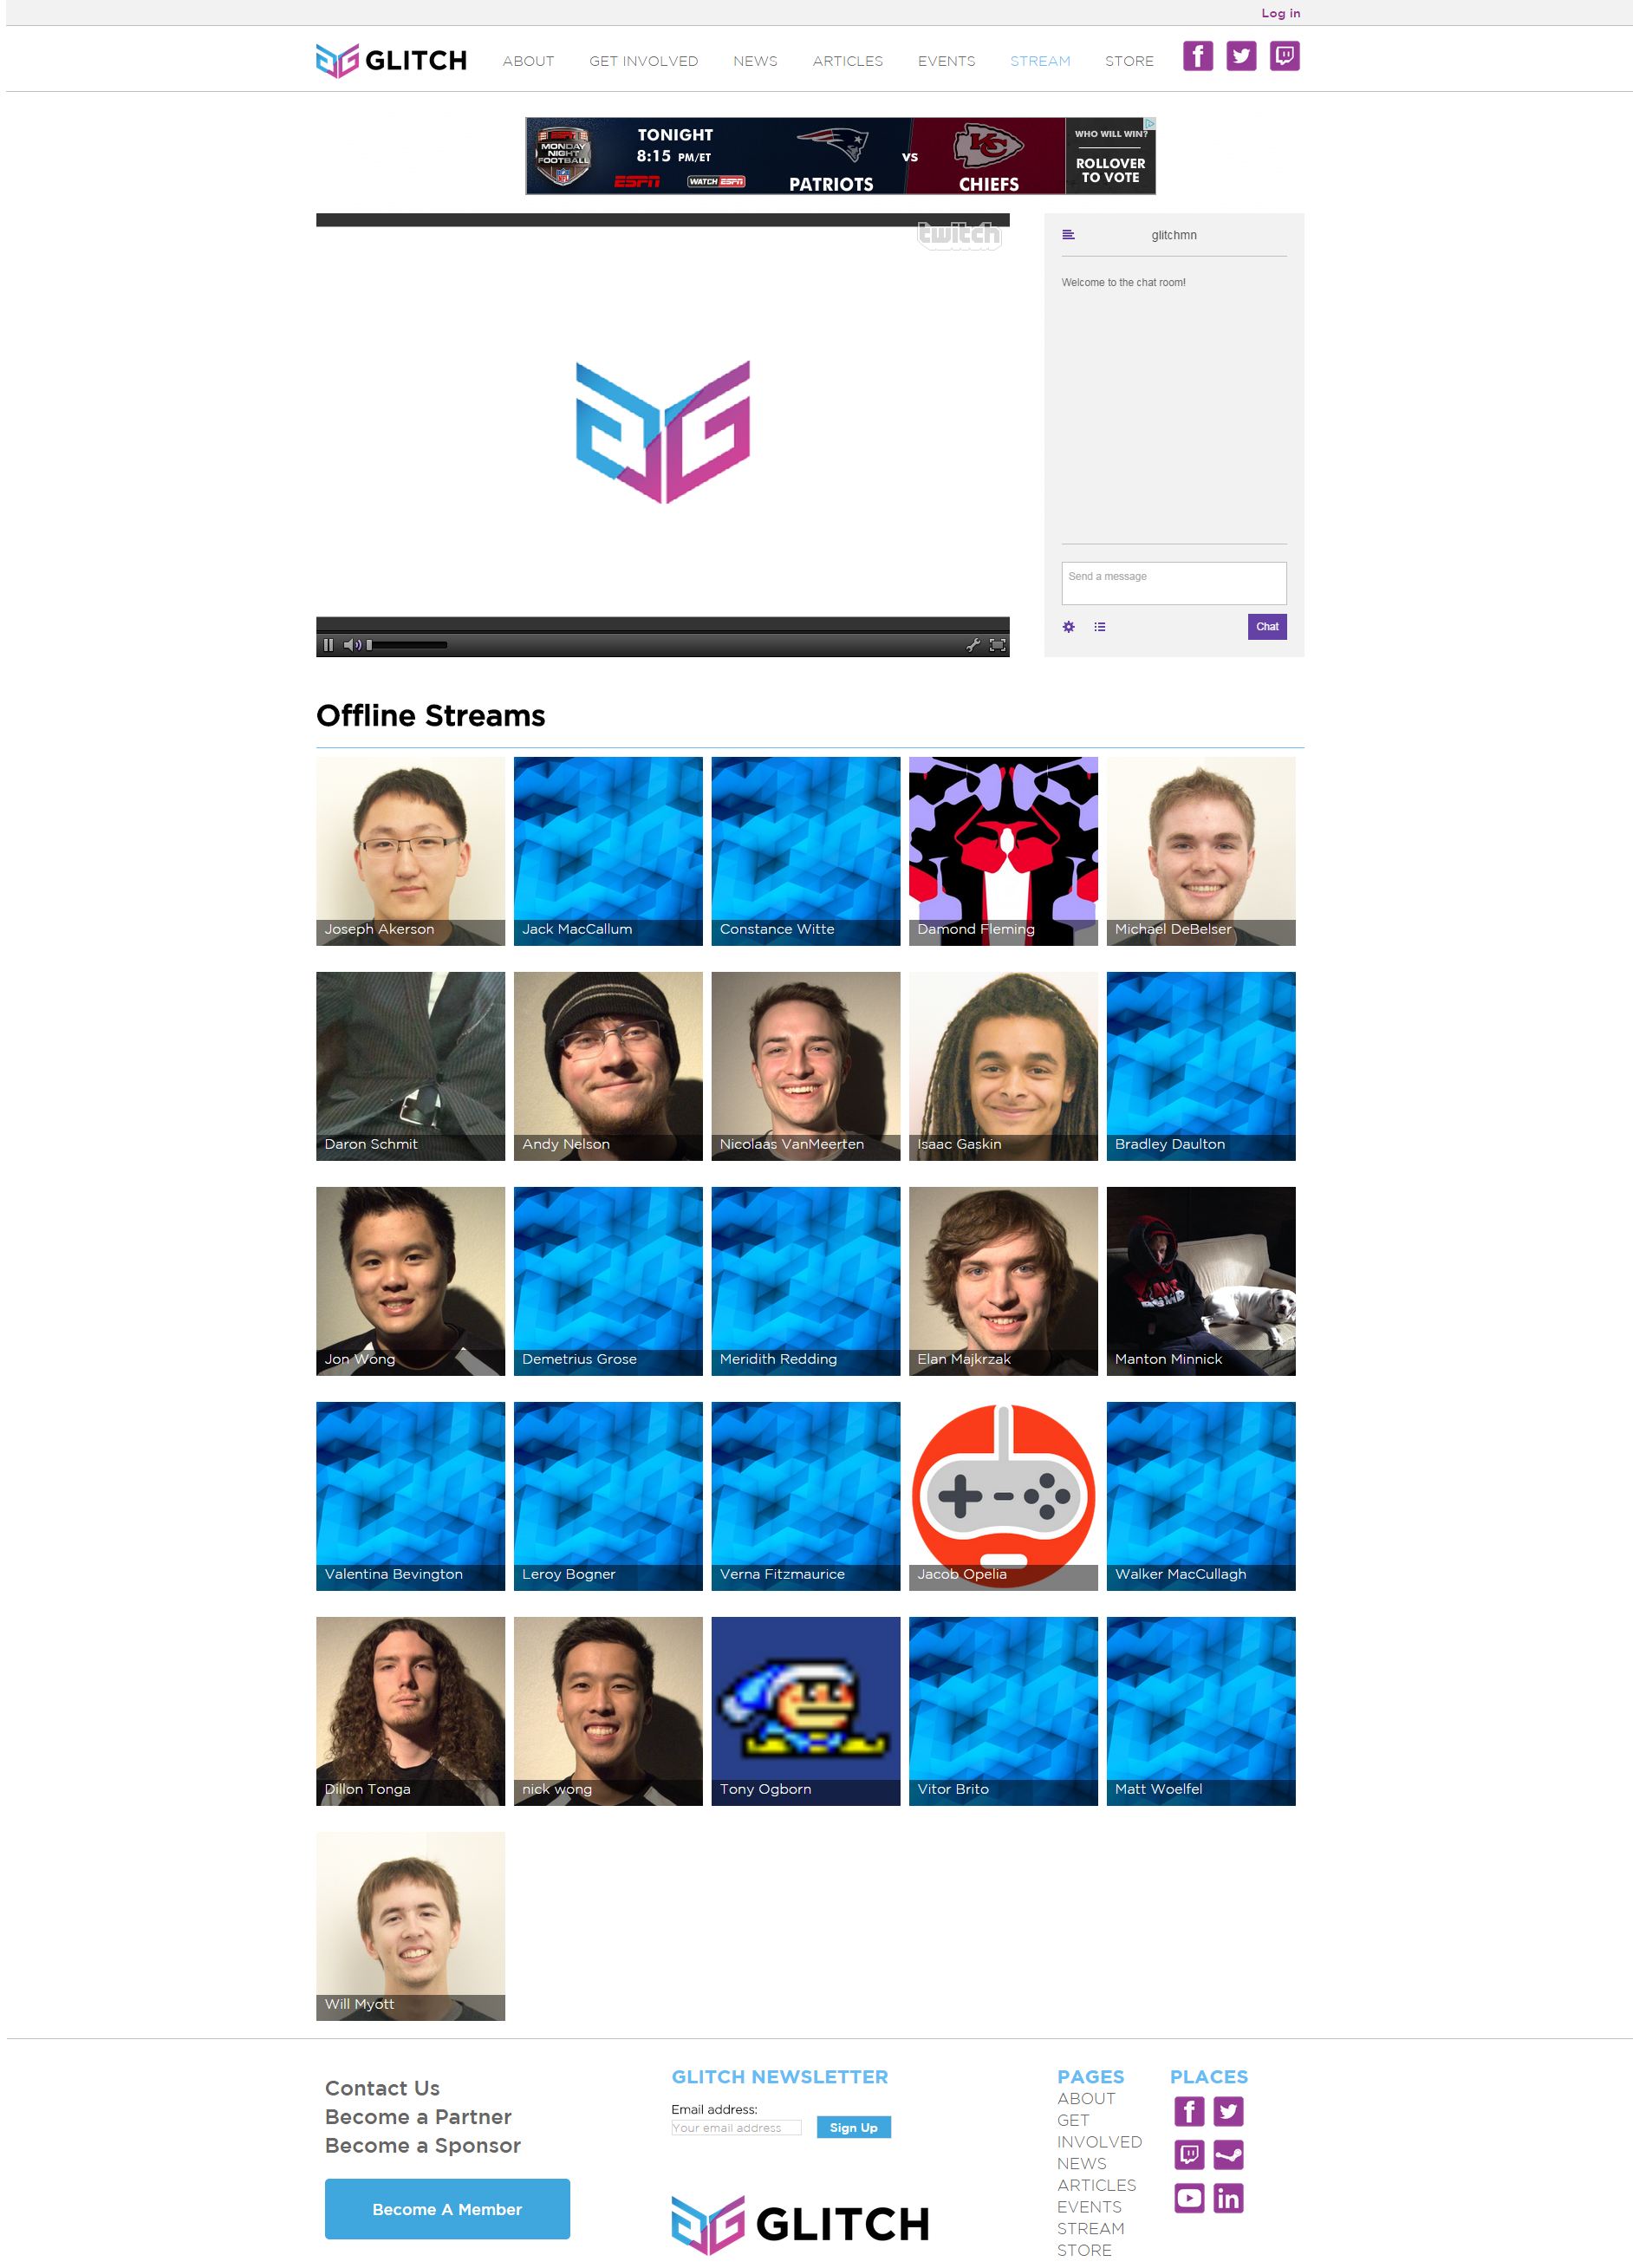 Log in
GLITCH
ABOUT GET INVOLVED NEWS ARTICLES EVENTS STREAM STORE
ESPN
MONDAY
NIGHT
FOOTBALL
NFL
TONIGHT
8:15 PM/ET
ESPN WATCH ESPN
PATRIOTS
VS
CHIEFS
WHO WILL WIN?
ROLLOVER
TO VOTE
twitch
glitchmn
Welcome to the chat room!
Send a message
Chat
Offline Streams
Joseph Akerson
Jack MacCallum
Constance Witte
Damond Fleming
Michael DeBelser
Daron Schmit
Andy Nelson
Nicolaas VanMeerten
Isaac Gaskin
Bradley Daulton
Jon Wong
Demetrius Grose
Meridith Redding
Elan Majkrzak
Manton Minnick
Valentina Bevington
Leroy Bogner
Verna Fitzmaurice
Jacob Opelia
Walker MacCullagh
Dillon Tonga
nick wong
Tony Ogborn
Vitor Brito
Matt Woelfel
Will Myott
Contact Us
Become a Partner
Become a Sponsor
Become A Member
GLITCH NEWSLETTER
Email address:
Your email address
Sign Up
GLITCH
PAGES
ABOUT
GET
INVOLVED
NEWS
ARTICLES
EVENTS
STREAM
STORE
PLACES